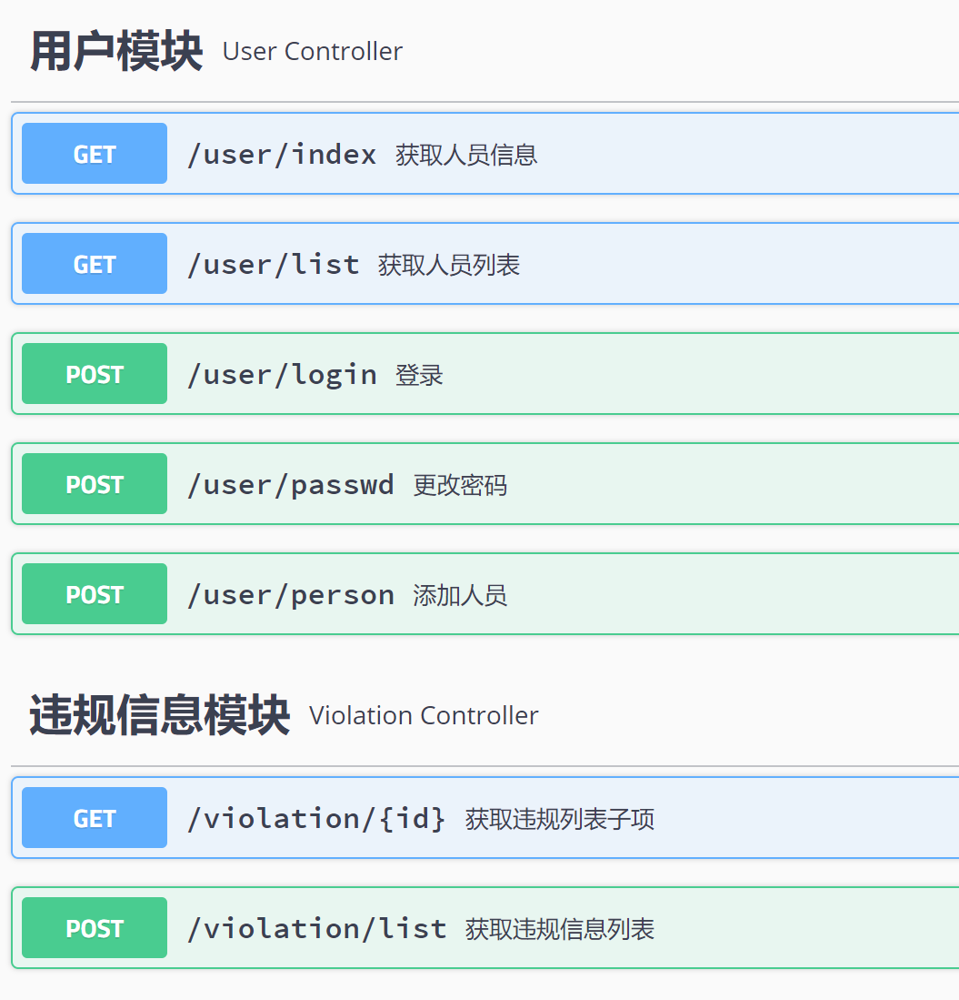 用户模块 User Controller
GET /user/index 获取人员信息
GET /user/list 获取人员列表
POST /user/login 登录
POST /user/passwd 更改密码
POST /user/person 添加人员
违规信息模块 Violation Controller
GET /violation/{id} 获取违规列表子项
POST /violation/list 获取违规信息列表